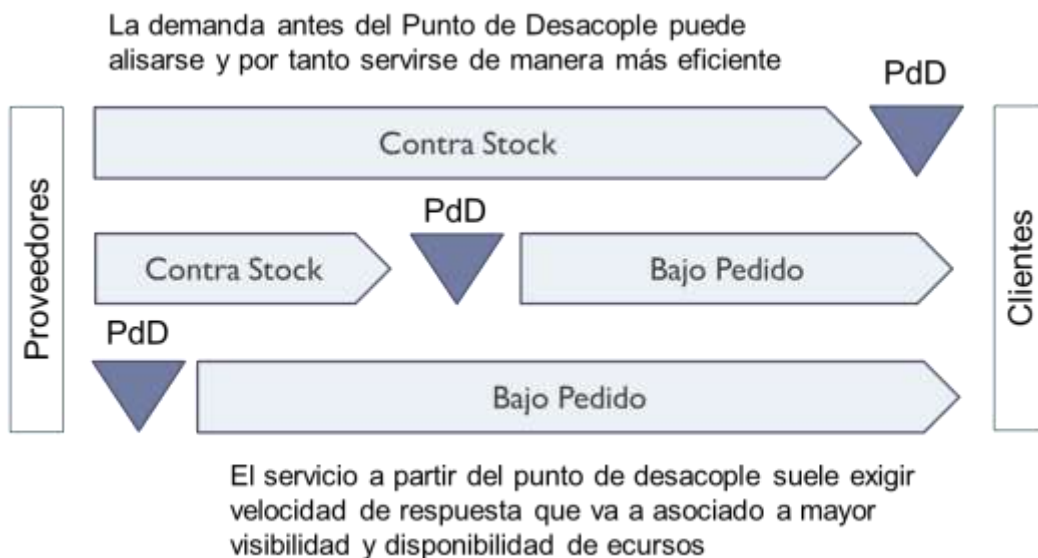 La demanda antes del Punto de Desacople puede
alisarse y por tanto servirse de manera más eficiente
PdD
Proveedores
Contra Stock
Clientes
PdD
Contra Stock
Bajo Pedido
PdD
Bajo Pedido
El servicio a partir del punto de desacople suele exigir
velocidad de respuesta que va a asociado a mayor
visibilidad y disponibilidad de ecursos